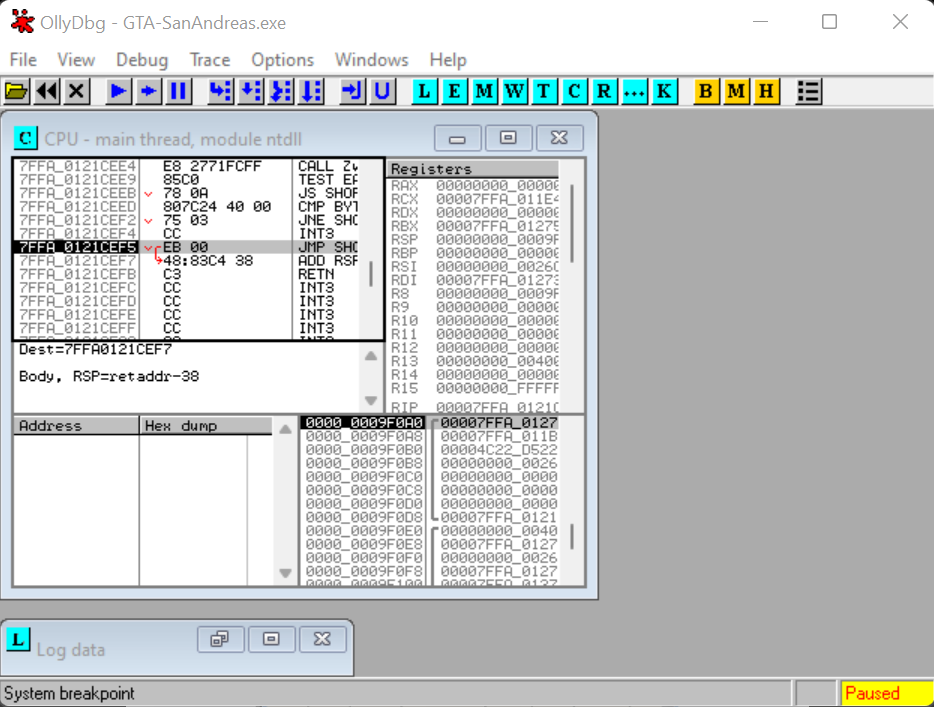 OllyDbg - GTA-SanAndreas.exe
File View Debug Trace Options Windows Help
L E M W T C R ... K B M H
C CPU - main thread, module ntdll
7FFA_0121CEE4 E8 2771FCFF CALL Zw
7FFA_0121CEE9 85C0 TEST EA
7FFA_0121CEEB 78 0A JS SHOR
7FFA_0121CEED 807C24 40 00 CMP BYT
7FFA_0121CEF2 75 03 JNE SHO
7FFA_0121CEF4 CC INT3
7FFA_0121CEF5 EB 00 JMP SHO
7FFA_0121CEF7 48:83C4 38 ADD RSP
7FFA_0121CEFB C3 RETN
7FFA_0121CEFC CC INT3
7FFA_0121CEFD CC INT3
7FFA_0121CEFE CC INT3
7FFA_0121CEFF CC INT3
Dest=7FFA0121CEF7
Body, RSP=retaddr-38
Registers
RAX 00000000_00000
RCX 00007FFA_011E4
RDX 00000000_00000
RBX 00007FFA_01275
RSP 00000000_0009F
RBP 00000000_00000
RSI 00000000_0026C
RDI 00007FFA_01273
R8 00000000_0009F
R9 00000000_00000
R10 00000000_00000
R11 00000000_00000
R12 00000000_00000
R13 00000000_00400
R14 00000000_00000
R15 00000000_FFFFF
RIP 00007FFA_0121C
Address Hex dump
0000_0009F0A0 00007FFA_0127
0000_0009F0A8 00007FFA_011B
0000_0009F0B0 00004C22_D522
0000_0009F0B8 00000000_0026
0000_0009F0C0 00000000_0000
0000_0009F0C8 00000000_0000
0000_0009F0D0 00000000_0000
0000_0009F0D8 00007FFA_0121
0000_0009F0E0 00000000_0040
0000_0009F0E8 00007FFA_0127
0000_0009F0F0 00000000_0026
0000_0009F0F8 00007FFA_0127
L Log data
System breakpoint Paused